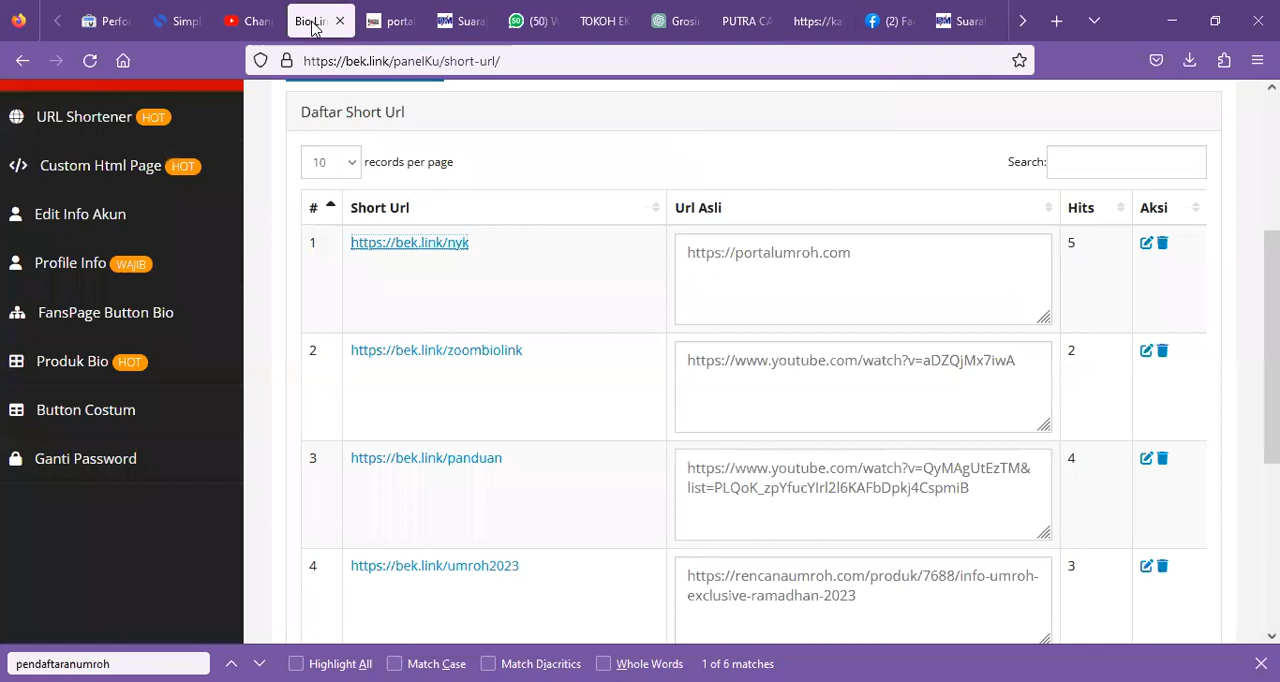 Perfor
Simpl
Chan
Bio Lin
portal
Suara
(50) W
TOKOH EK
Grosi
PUTRA CA
https://ka
(2) Fa
Suara
https://bek.link/panelKu/short-url/
URL Shortener HOT
Custom Html Page HOT
Edit Info Akun
Profile Info WAJIB
FansPage Button Bio
Produk Bio HOT
Button Costum
Ganti Password
Daftar Short Url
10 records per page
Search:
# Short Url Url Asli Hits Aksi
1 https://bek.link/nyk https://portalumroh.com 5
2 https://bek.link/zoombiolink https://www.youtube.com/watch?v=aDZQjMx7iwA 2
3 https://bek.link/panduan https://www.youtube.com/watch?v=QyMAgUtEzTM& 4
list=PLQoK_zpYfucYIrl2l6KAFbDpkj4CspmiB
4 https://bek.link/umroh2023 https://rencanaumroh.com/produk/7688/info-umroh- 3
exclusive-ramadhan-2023
pendaftaranumroh Highlight All Match Case Match Diacritics Whole Words 1 of 6 matches